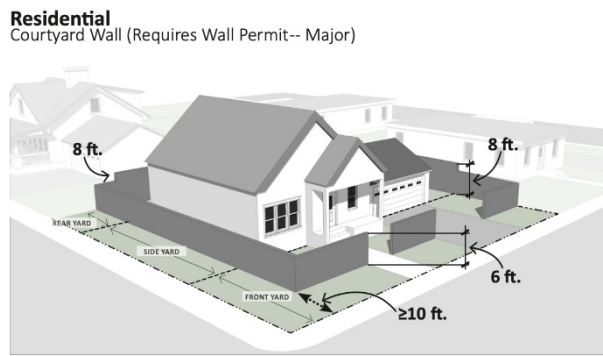 Residential
Courtyard Wall (Requires Wall Permit-- Major)
8 ft.
8 ft.
REAR YARD
SIDE YARD
6 ft.
FRONT YARD
≥10 ft.